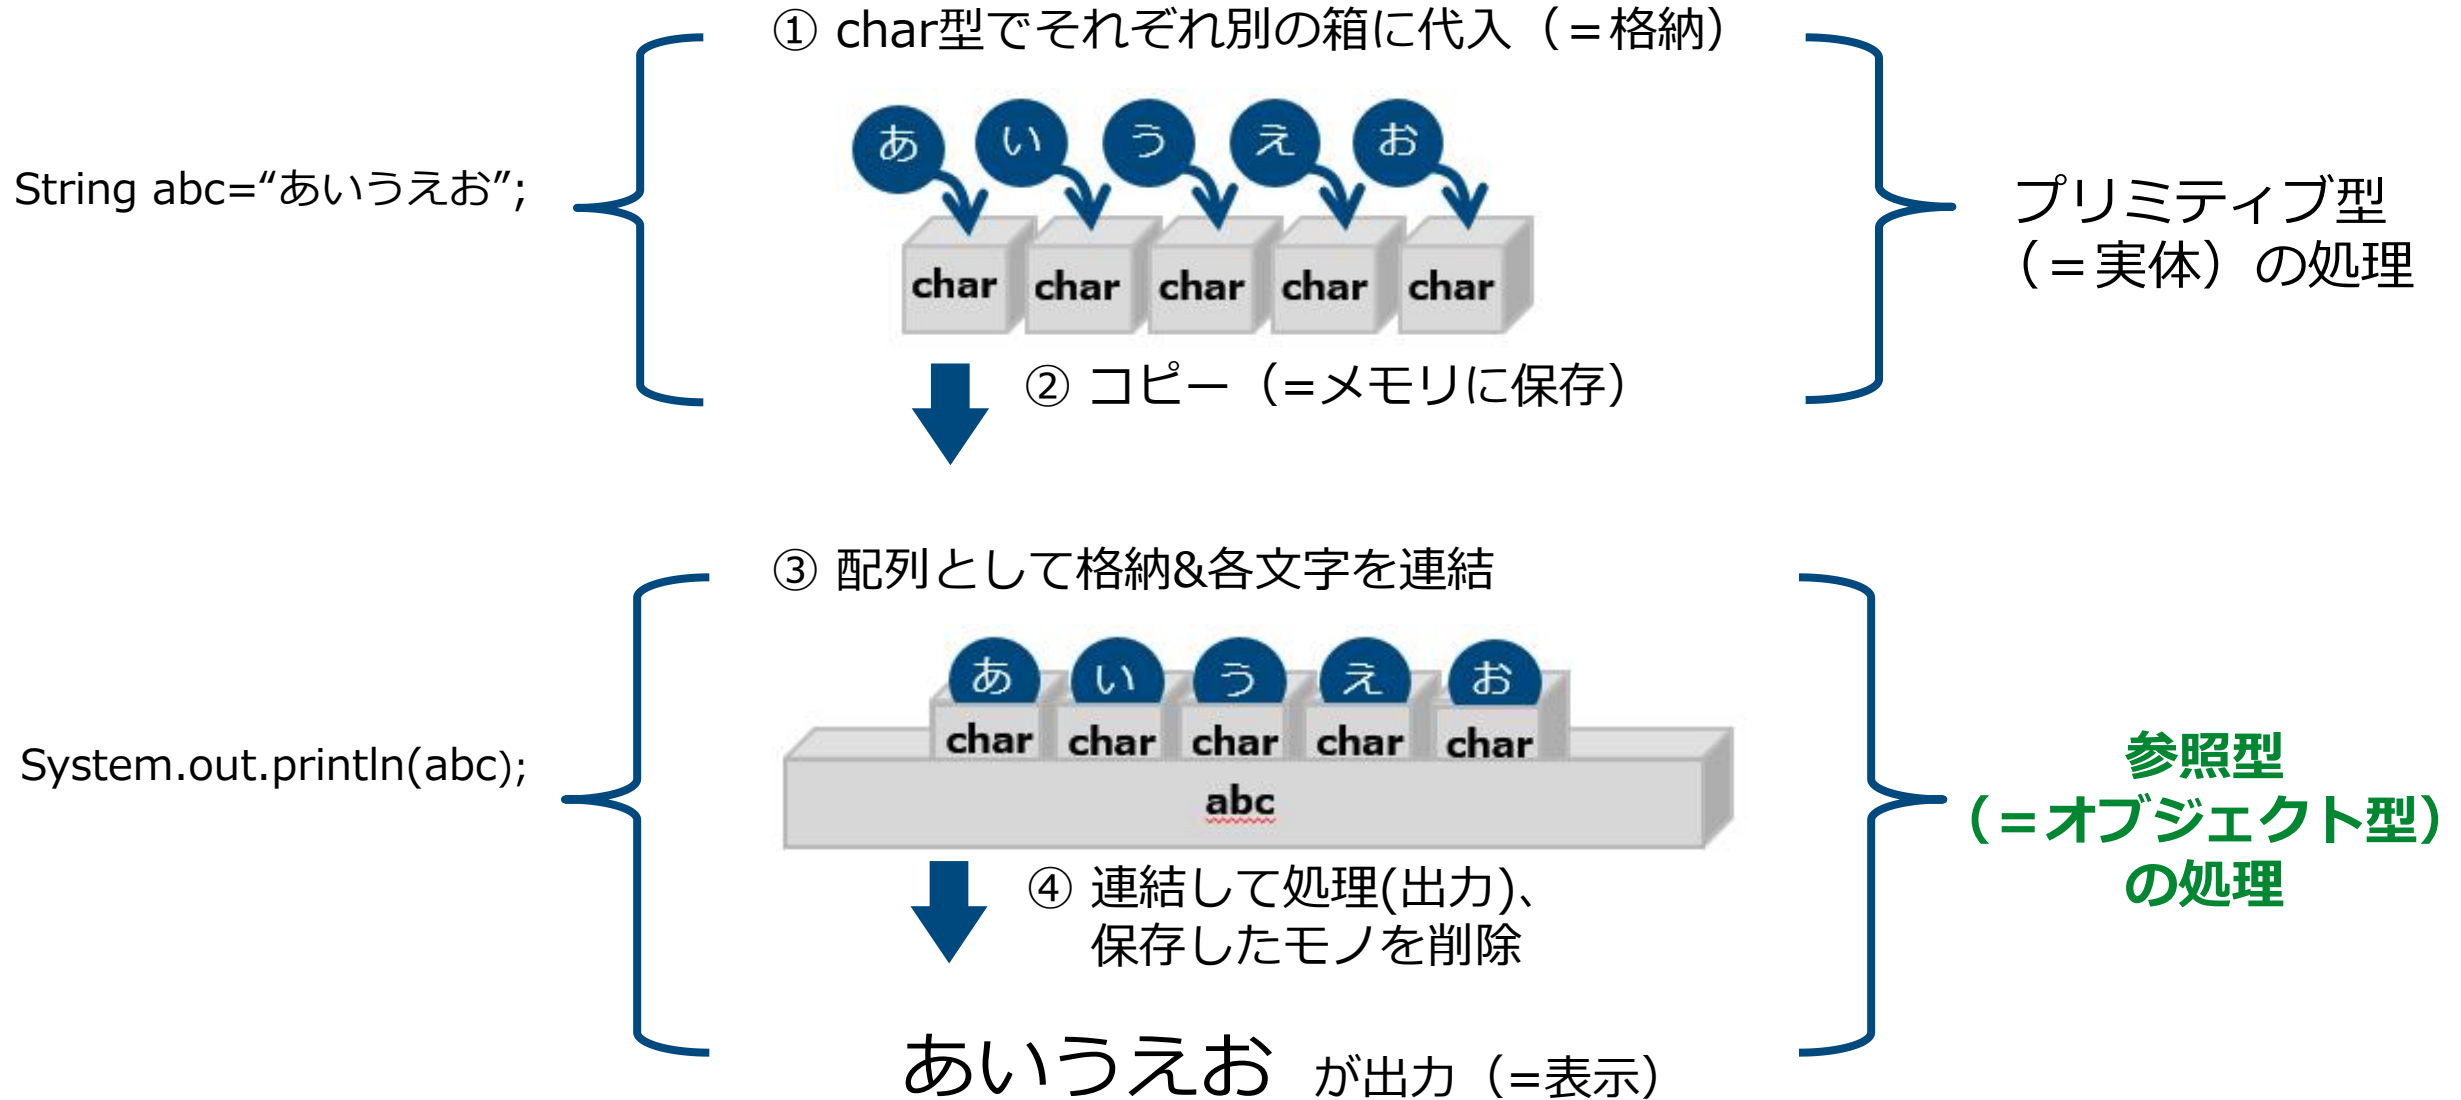 ① char型でそれぞれ別の箱に代入（＝格納）
あ い う え お
String abc=“あいうえお”;
char char char char char
プリミティブ型
（＝実体）の処理
② コピー（=メモリに保存）
③ 配列として格納&各文字を連結
あ い う え お
char char char char char
System.out.println(abc);
abc
参照型
（＝オブジェクト型）
の処理
④ 連結して処理(出力)、
保存したモノを削除
あいうえお が出力（=表示）